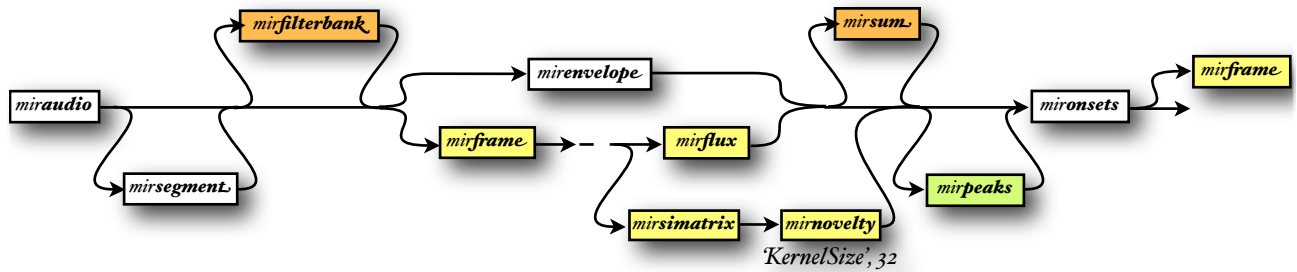 miraudio
mirsegment
mirfilterbank
mirenvelope
mirframe
mirflux
mirsimatrix
mirnovelty
'KernelSize', 32
mirsum
mirpeaks
mironsets
mirframe